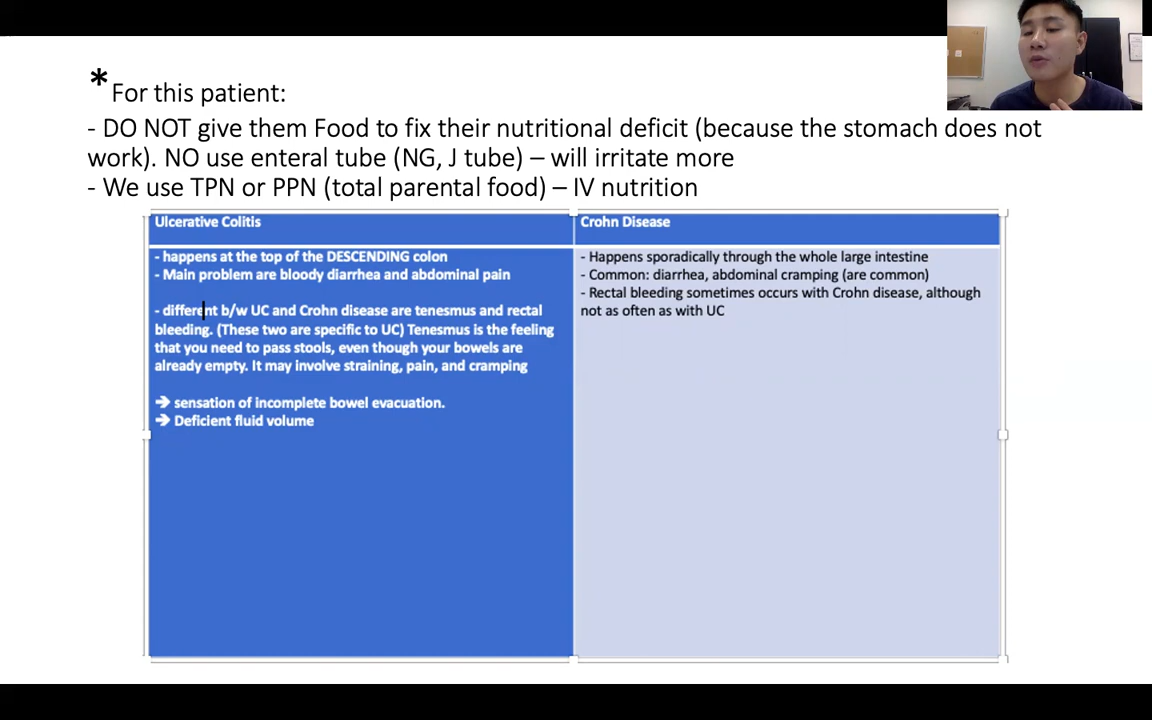 *For this patient:
- DO NOT give them Food to fix their nutritional deficit (because the stomach does not
work). NO use enteral tube (NG, J tube) – will irritate more
- We use TPN or PPN (total parental food) – IV nutrition
Ulcerative Colitis
- happens at the top of the DESCENDING colon
- Main problem are bloody diarrhea and abdominal pain
- different b/w UC and Crohn disease are tenesmus and rectal
bleeding. (These two are specific to UC) Tenesmus is the feeling
that you need to pass stools, even though your bowels are
already empty. It may involve straining, pain, and cramping
➔ sensation of incomplete bowel evacuation.
➔ Deficient fluid volume
Crohn Disease
- Happens sporadically through the whole large intestine
- Common: diarrhea, abdominal cramping (are common)
- Rectal bleeding sometimes occurs with Crohn disease, although
not as often as with UC